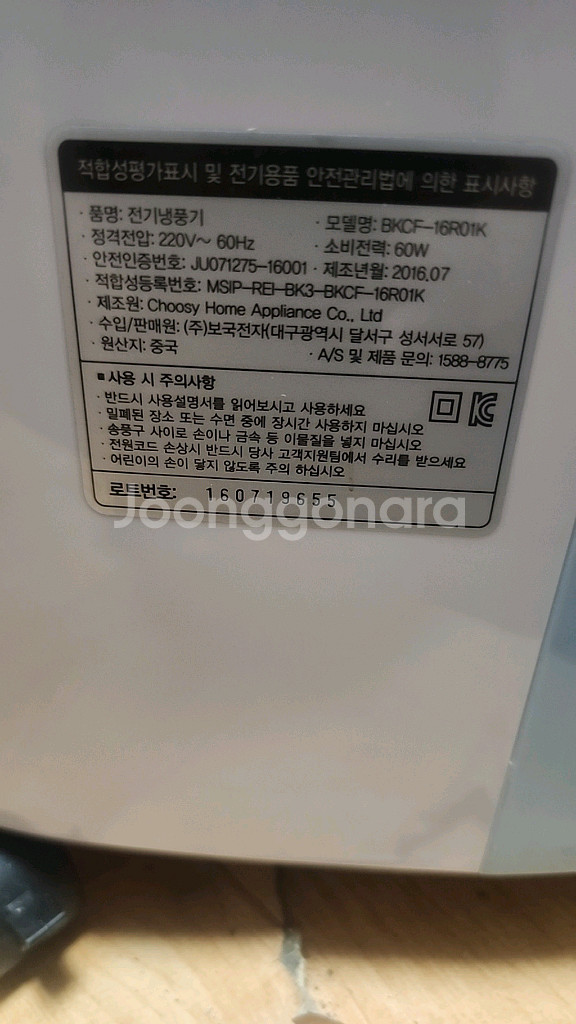 적합성평가표시 및 전기용품 안전관리법에 의한 표시사항
· 품명: 전기냉풍기 · 모델명: BKCF-16R01K
· 정격전압: 220V~ 60Hz · 소비전력: 60W
· 안전인증번호: JU071275-16001 · 제조년월: 2016.07
· 적합성등록번호: MSIP-REI-BK3-BKCF-16R01K
· 제조원: Choosy Home Appliance Co., Ltd
· 수입/판매원: (주)보국전자(대구광역시 달서구 성서서로 57)
· 원산지: 중국 · A/S 및 제품 문의: 1588-8775
■ 사용 시 주의사항
· 반드시 사용설명서를 읽어보시고 사용하세요
· 밀폐된 장소 또는 수면 중에 장시간 사용하지 마십시오
· 송풍구 사이로 손이나 금속 등 이물질을 넣지 마십시오
· 전원코드 손상시 반드시 당사 고객지원팀에서 수리를 받으세요
· 어린이의 손이 닿지 않도록 주의 하십시오
로트번호: 160719655
Joonggonara